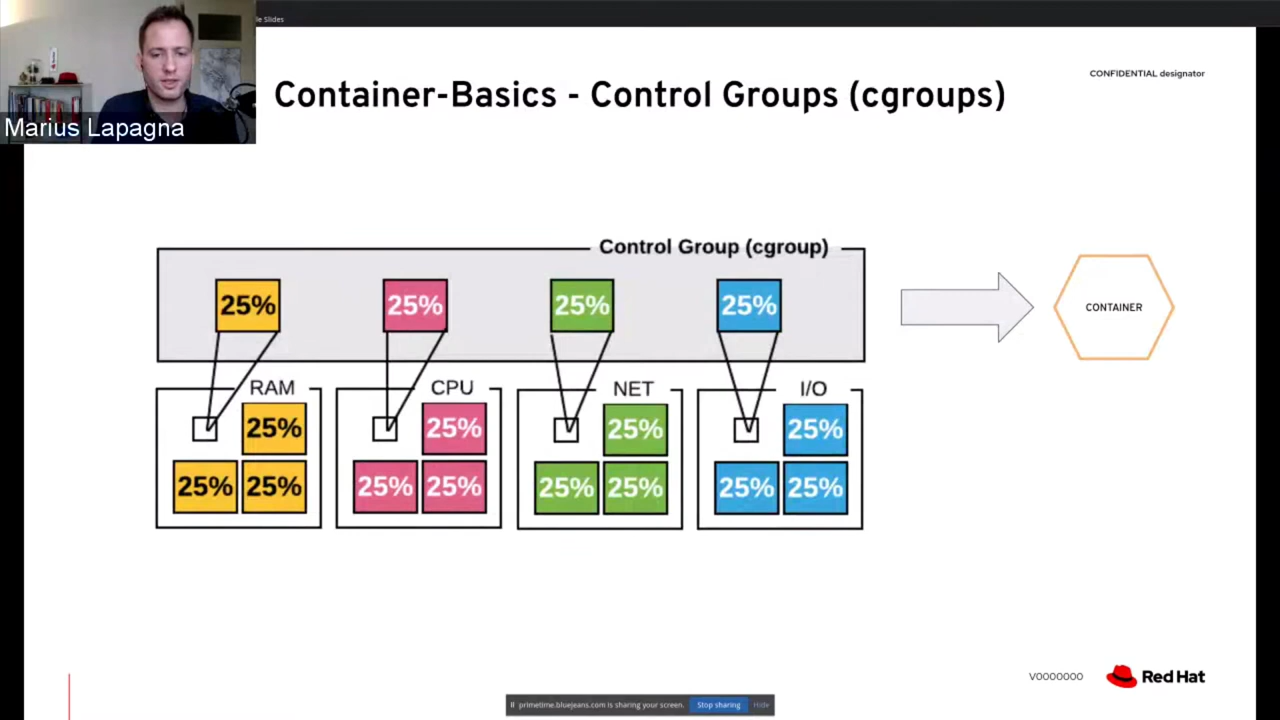 le Slides
Marius Lapagna
CONFIDENTIAL designator
Container-Basics - Control Groups (cgroups)
Control Group (cgroup)
25% 25% 25% 25%
CONTAINER
RAM CPU NET I/O
25% 25% 25% 25%
25% 25% 25% 25% 25% 25% 25% 25%
V0000000 Red Hat
primetime.bluejeans.com is sharing your screen. Stop sharing Hide